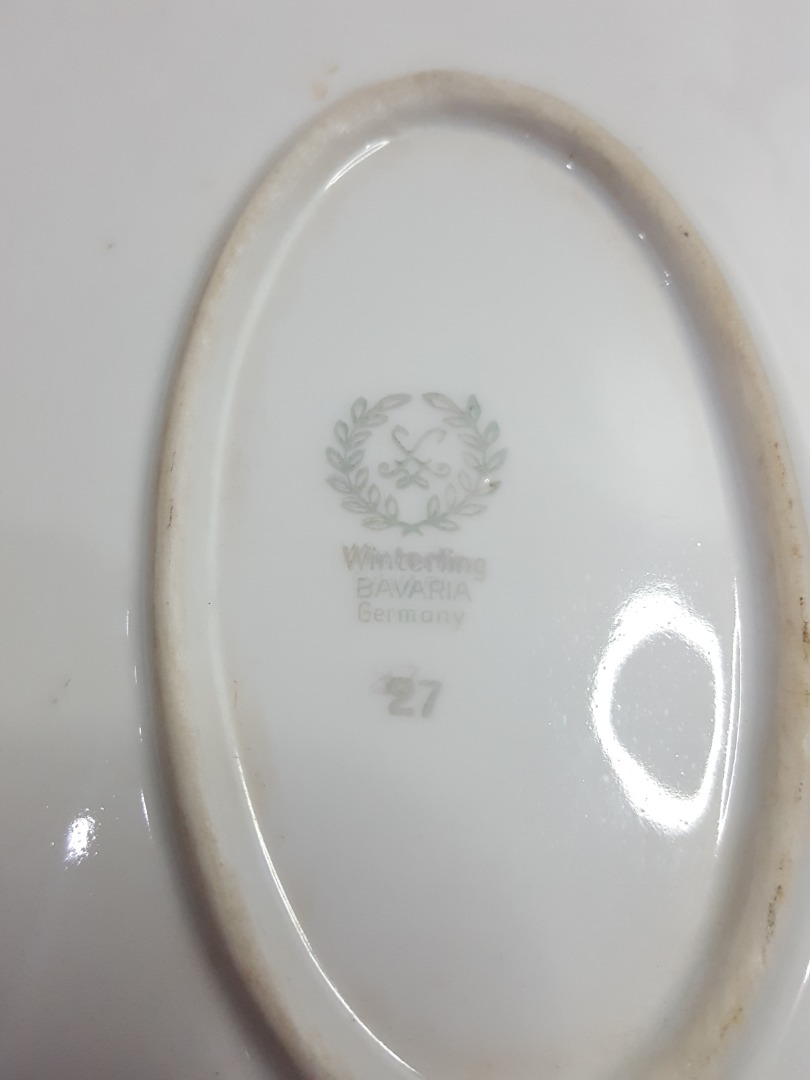 Winterling
BAVARIA
Germany
27